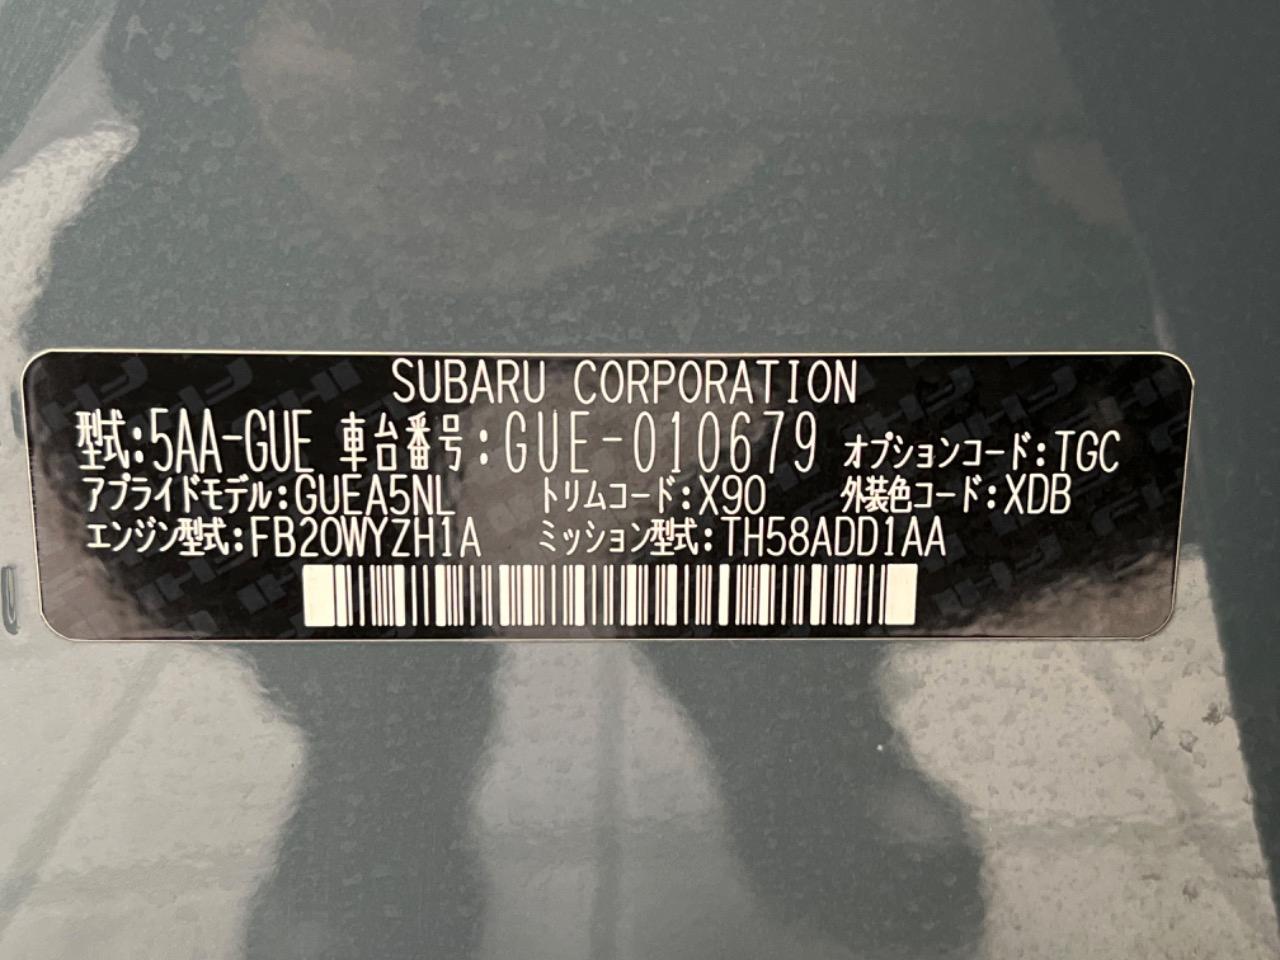 SUBARU CORPORATION
型式:5AA-GUE 車台番号:GUE-010679 オプションコード:TGC
アプライドモデル:GUEA5NL トリムコード:X90 外装色コード:XDB
エンジン型式:FB20WYZH1A ミッション型式:TH58ADD1AA